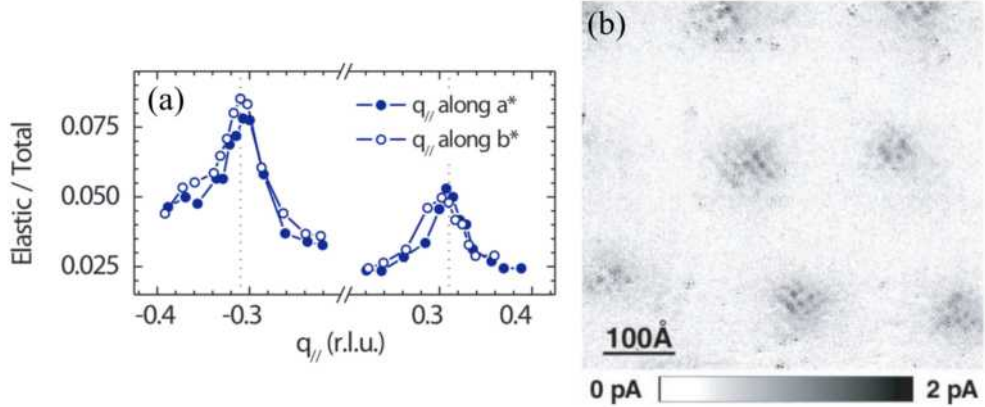 (a)
q// along a*
q// along b*
Elastic / Total
0.075
0.050
0.025
-0.4
-0.3
0.3
0.4
q// (r.l.u.)
(b)
100Å
0 pA
2 pA